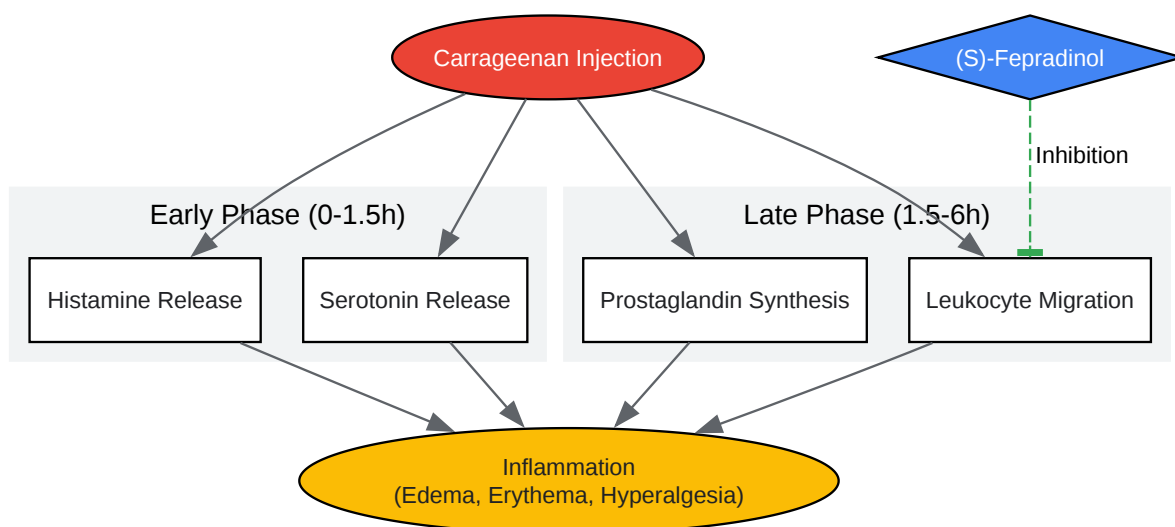 Carrageenan Injection
(S)-Fepradinol
Inhibition
Early Phase (0-1.5h)
Late Phase (1.5-6h)
Histamine Release
Serotonin Release
Prostaglandin Synthesis
Leukocyte Migration
Inflammation
(Edema, Erythema, Hyperalgesia)